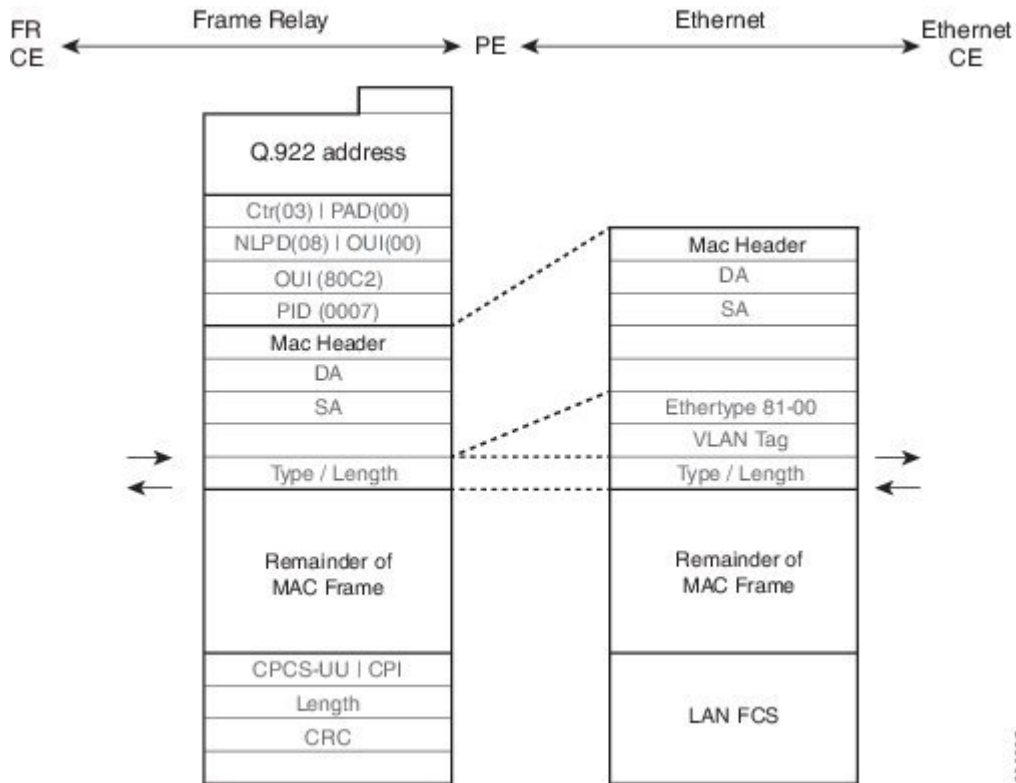 FR CE
Frame Relay
PE
Ethernet
Ethernet CE
Q.922 address
Ctr(03) | PAD(00)
NLPD(08) | OUI(00)
OUI (80C2)
PID (0007)
Mac Header
DA
SA
Type / Length
Remainder of
MAC Frame
CPCS-UU | CPI
Length
CRC
Mac Header
DA
SA
Ethertype 81-00
VLAN Tag
Type / Length
Remainder of
MAC Frame
LAN FCS